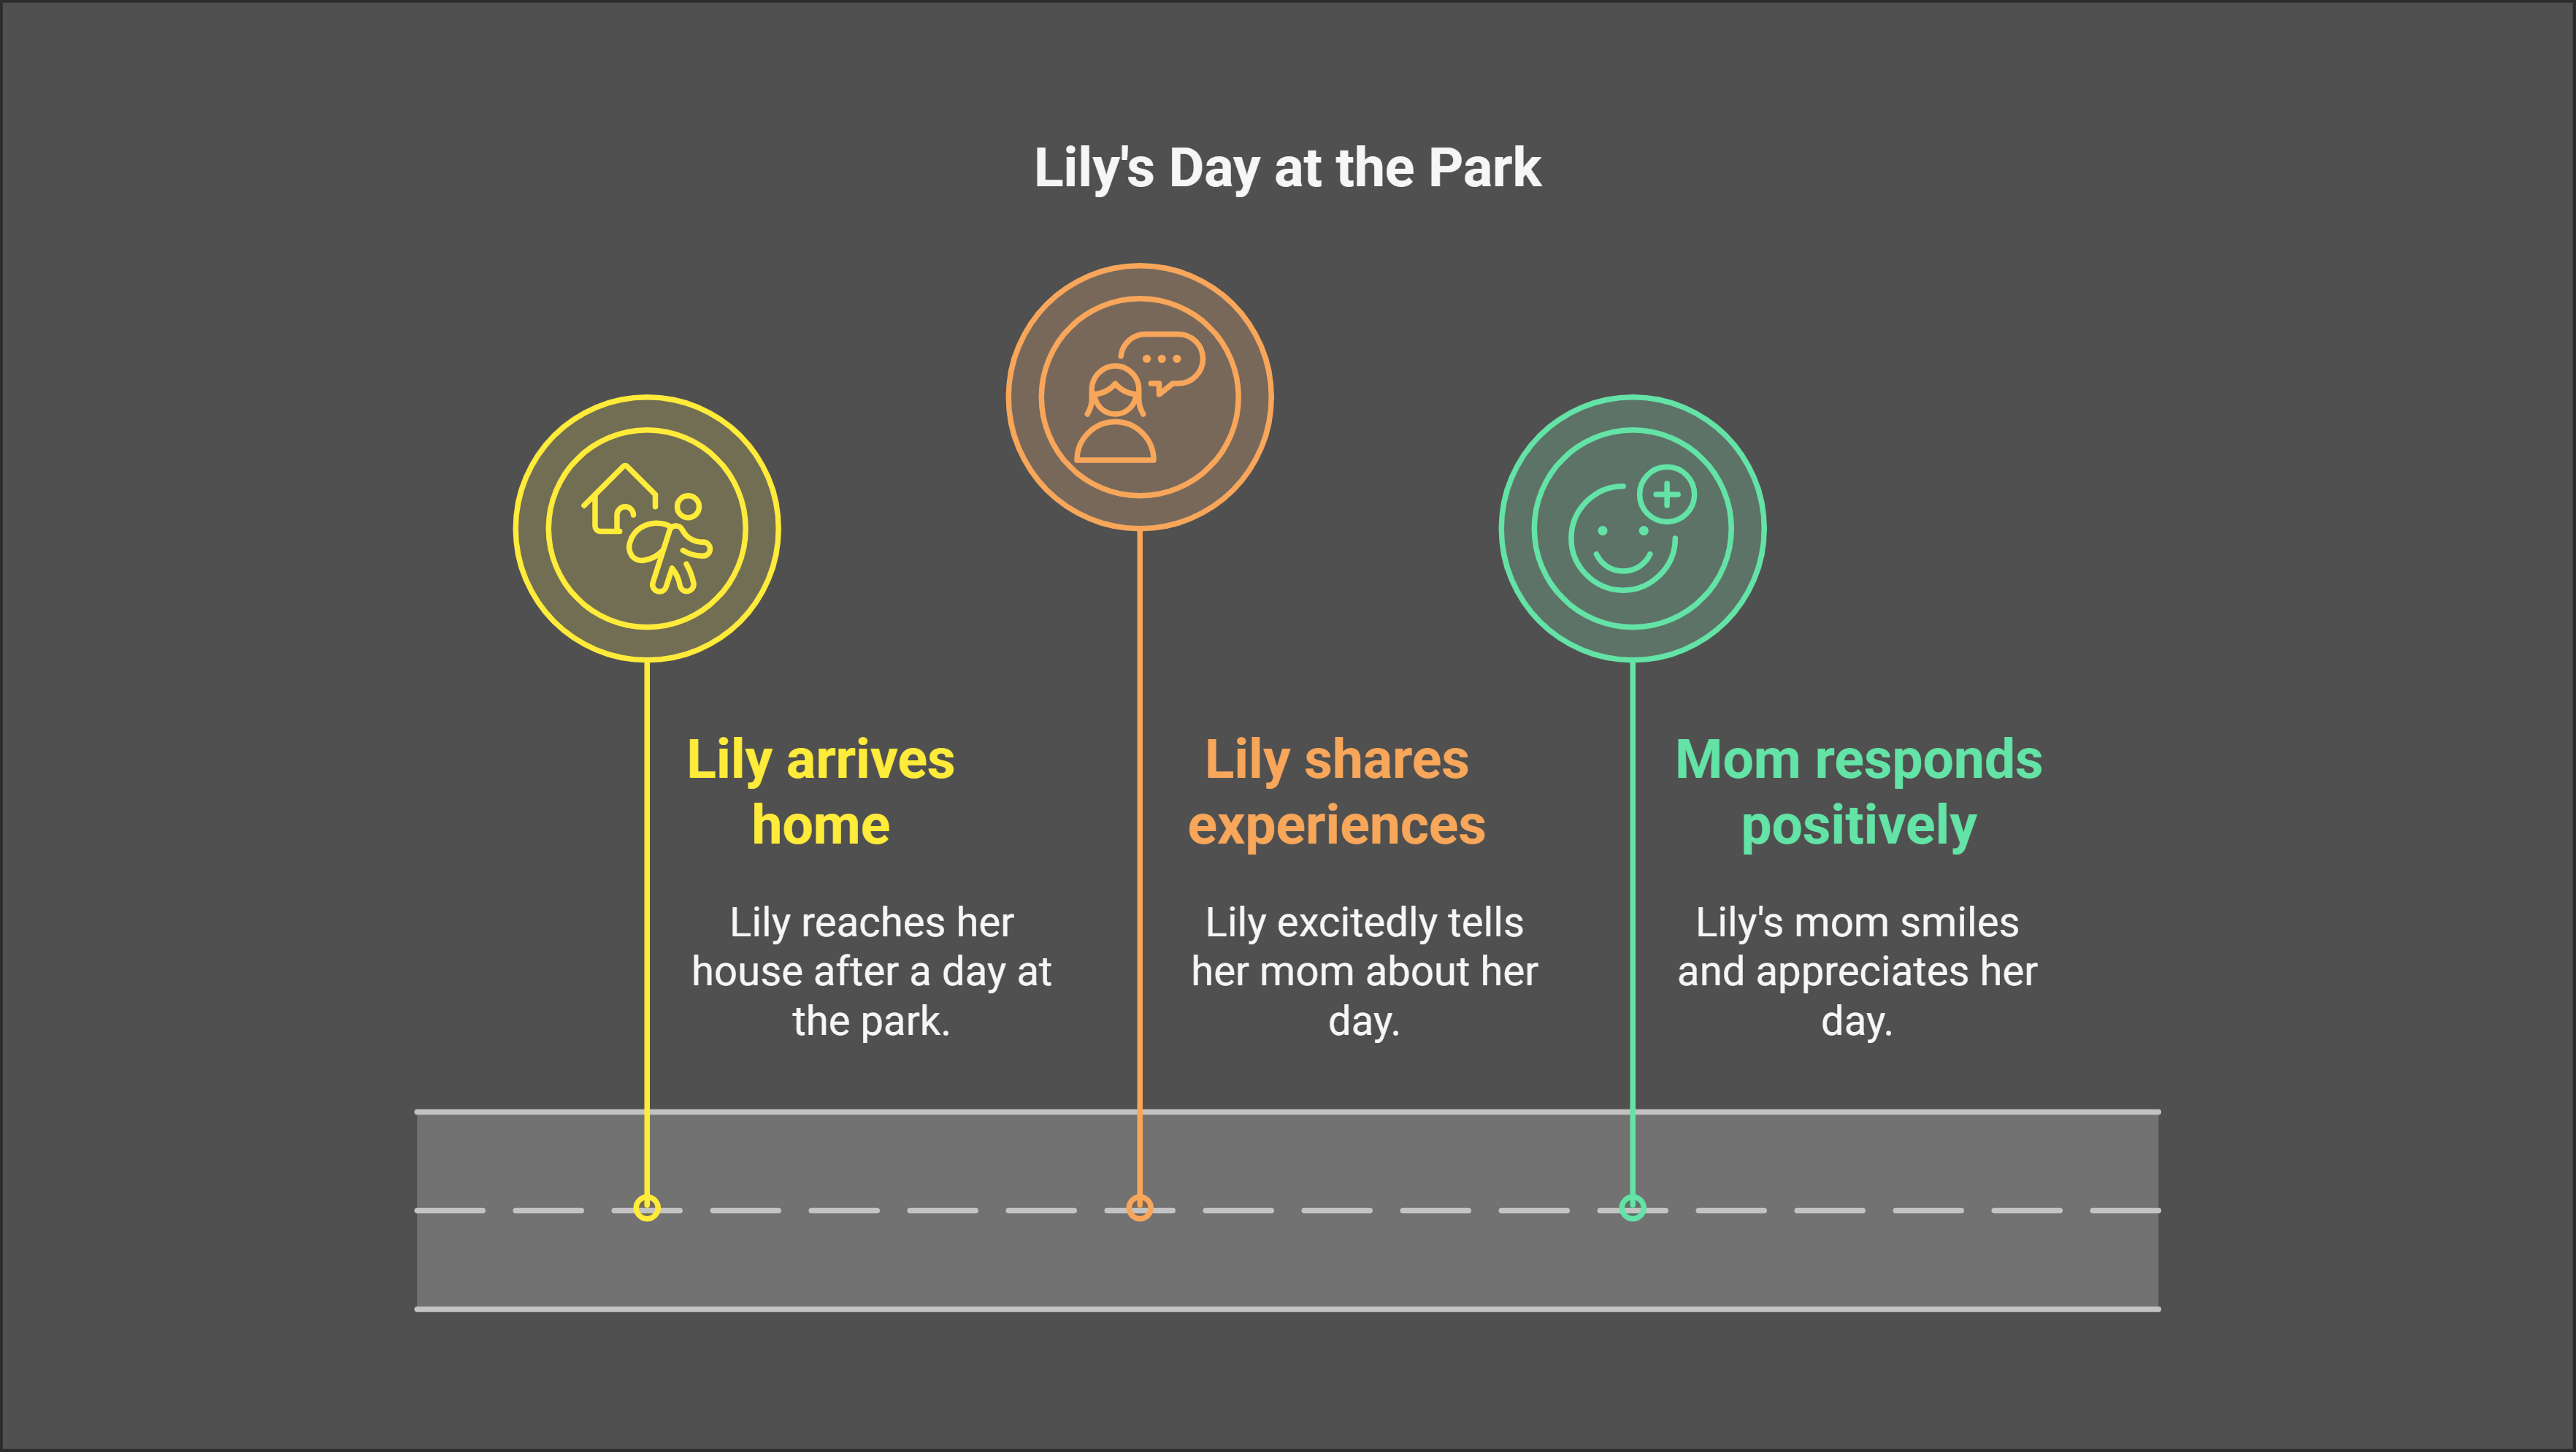 Lily's Day at the Park
Lily arrives
home
Lily reaches her
house after a day at
the park.
Lily shares
experiences
Lily excitedly tells
her mom about her
day.
Mom responds
positively
Lily's mom smiles
and appreciates her
day.